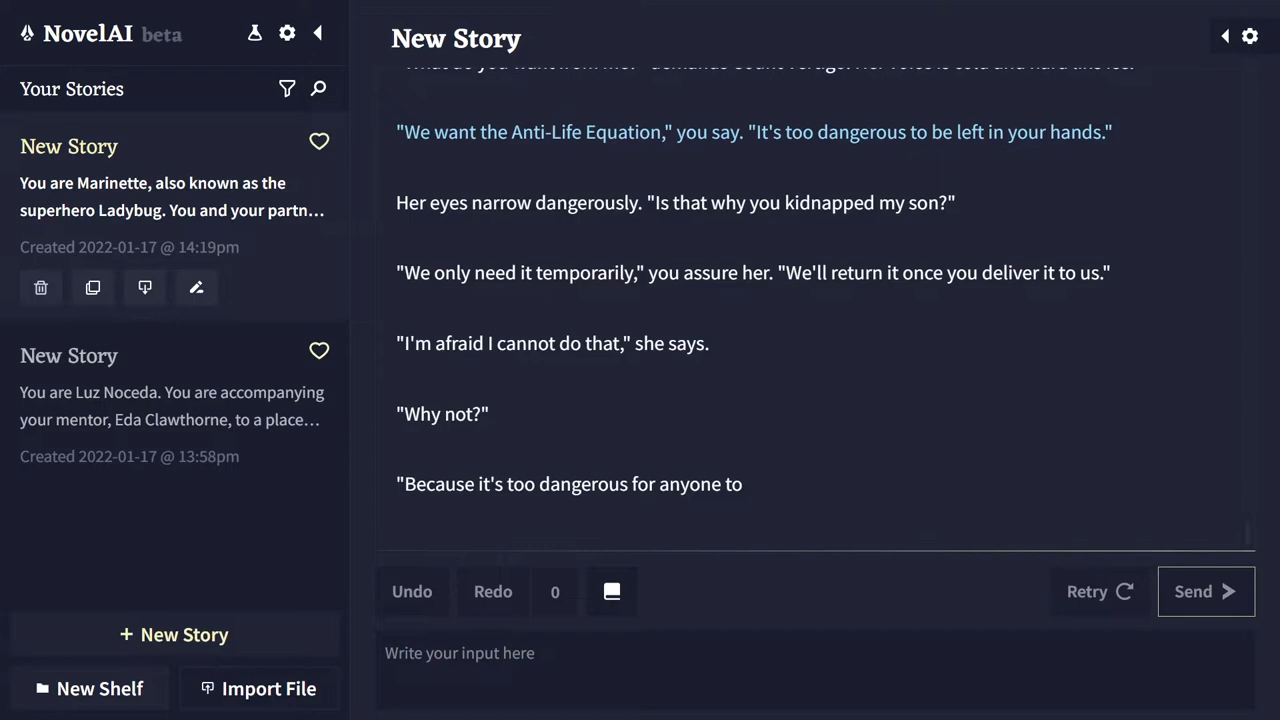 NovelAI beta
Your Stories
New Story
You are Marinette, also known as the
superhero Ladybug. You and your partn...
Created 2022-01-17 @ 14:19pm
New Story
You are Luz Noceda. You are accompanying
your mentor, Eda Clawthorne, to a place...
Created 2022-01-17 @ 13:58pm
+ New Story
New Shelf
Import File
New Story
"We want the Anti-Life Equation," you say. "It's too dangerous to be left in your hands."
Her eyes narrow dangerously. "Is that why you kidnapped my son?"
"We only need it temporarily," you assure her. "We'll return it once you deliver it to us."
"I'm afraid I cannot do that," she says.
"Why not?"
"Because it's too dangerous for anyone to
Undo
Redo
0
Retry
Send
Write your input here